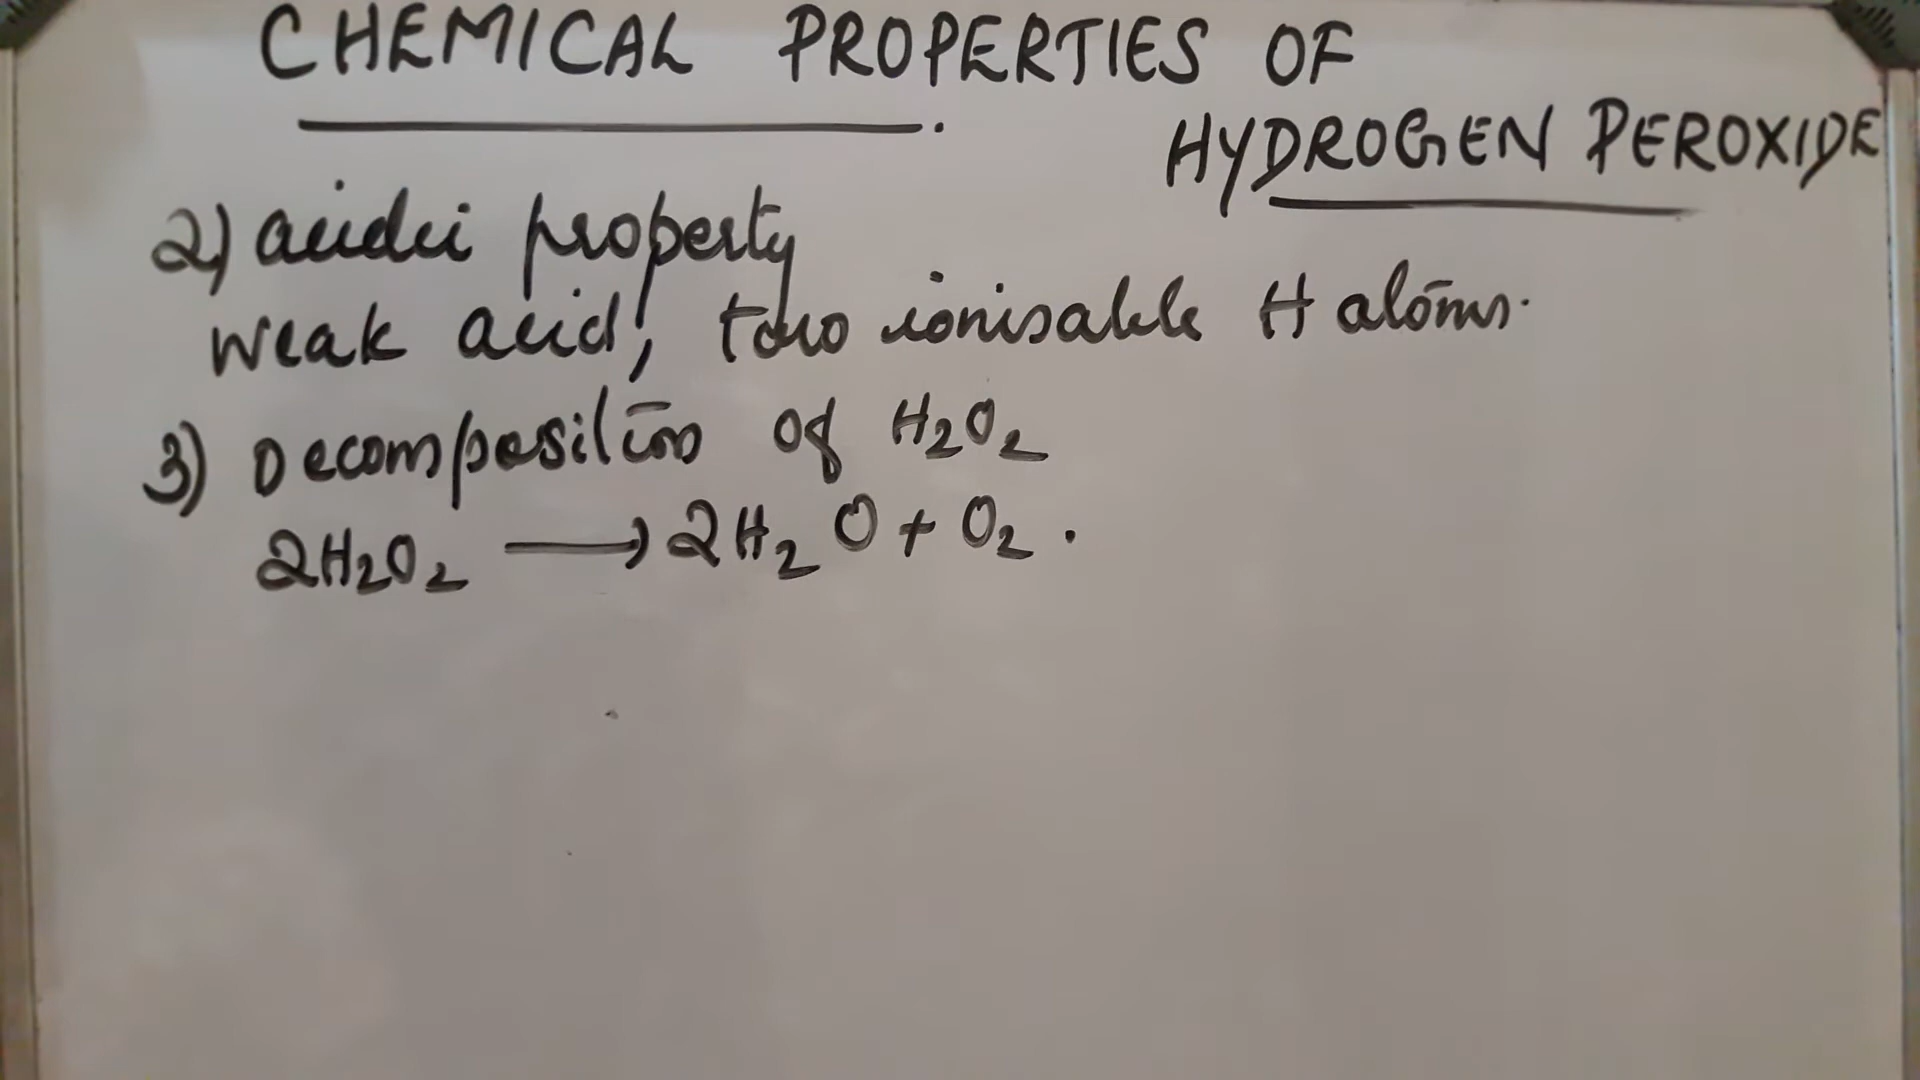 CHEMICAL PROPERTIES OF
HYDROGEN PEROXIDE
2) acidic property
weak acid, two ionisable H atoms.
3) Decomposition of H2O2
2H2O2 → 2H2O + O2.